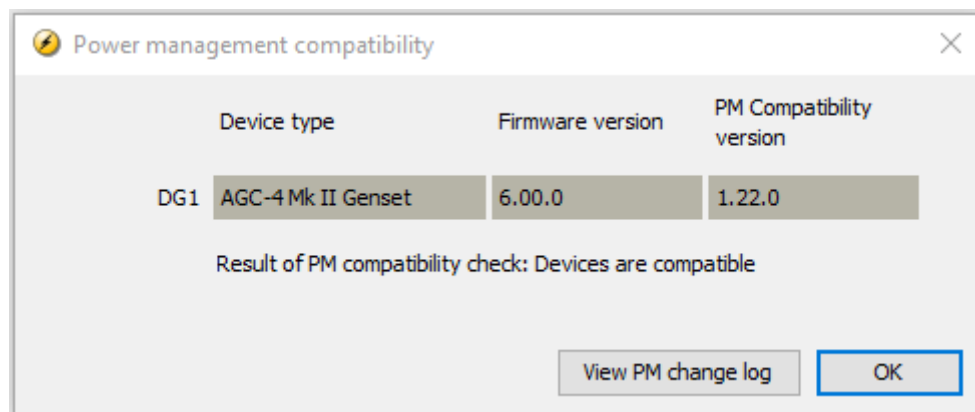 Power management compatibility
Device type Firmware version PM Compatibility
version
DG1 AGC-4 Mk II Genset 6.00.0 1.22.0
Result of PM compatibility check: Devices are compatible
View PM change log OK